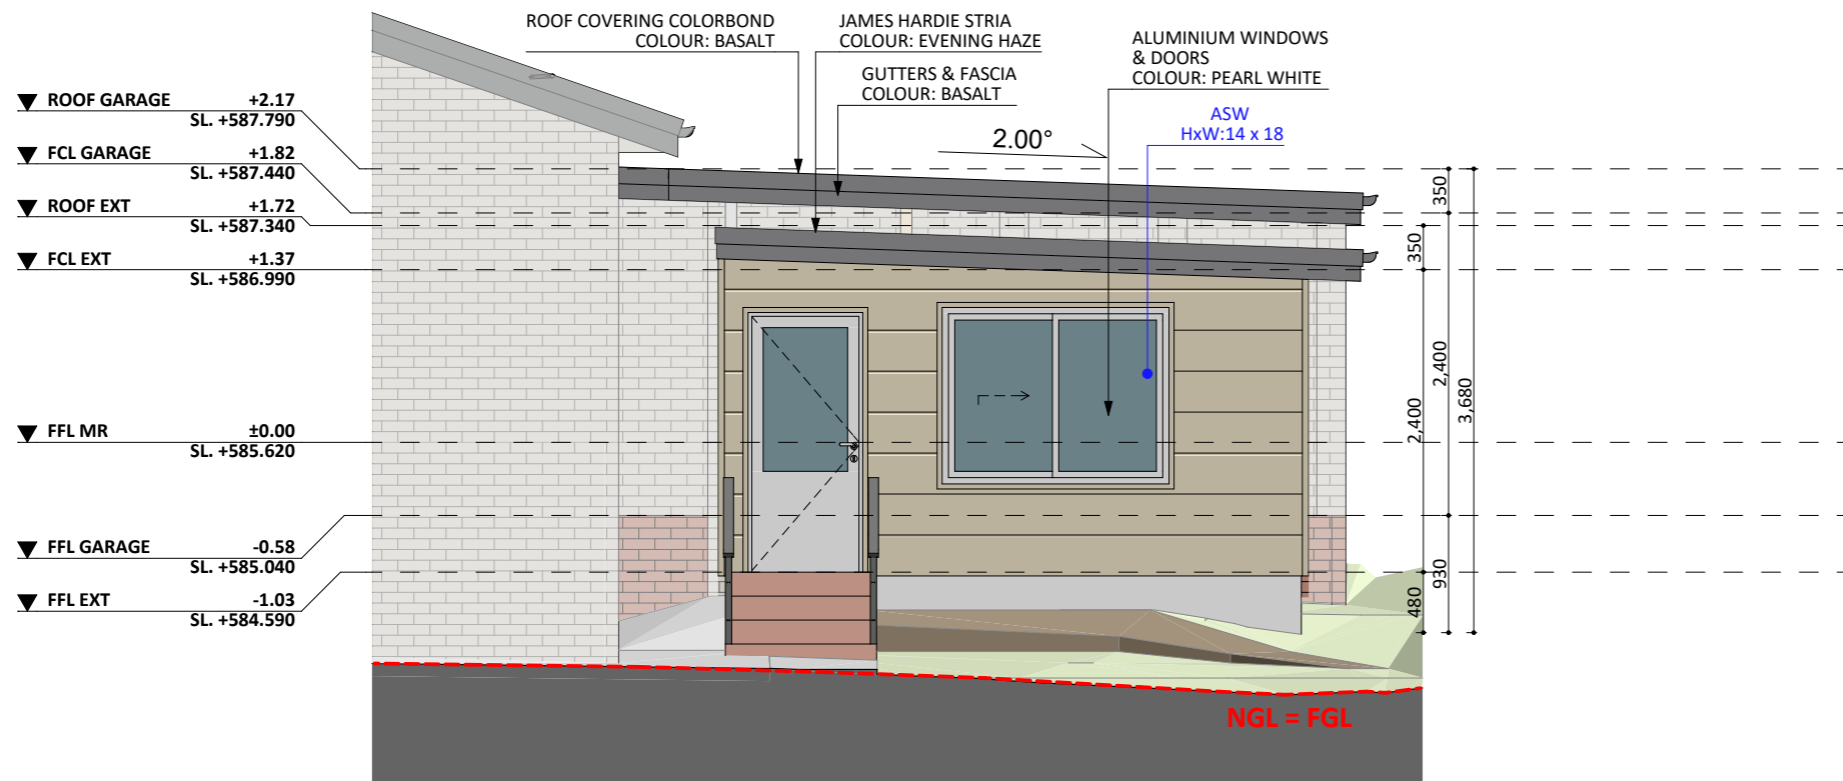 ROOF COVERING COLORBOND
COLOUR: BASALT
JAMES HARDIE STRIA
COLOUR: EVENING HAZE
GUTTERS & FASCIA
COLOUR: BASALT
ALUMINIUM WINDOWS
& DOORS
COLOUR: PEARL WHITE
ASW
HxW:14 x 18
2.00°
ROOF GARAGE +2.17
SL. +587.790
FCL GARAGE +1.82
SL. +587.440
ROOF EXT +1.72
SL. +587.340
FCL EXT +1.37
SL. +586.990
FFL MR ±0.00
SL. +585.620
FFL GARAGE -0.58
SL. +585.040
FFL EXT -1.03
SL. +584.590
350
350
2,400
2,400
3,680
930
480
NGL = FGL